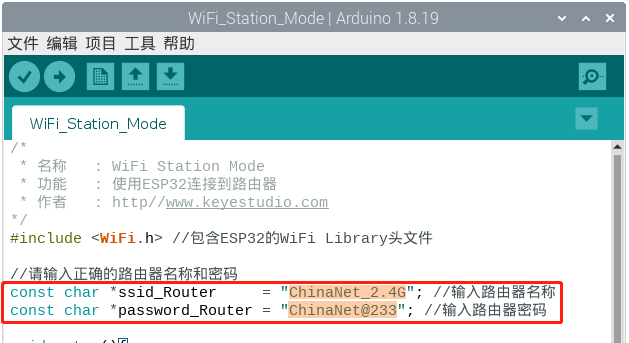 WiFi_Station_Mode | Arduino 1.8.19
文件 编辑 项目 工具 帮助
WiFi_Station_Mode
/*
 * 名称   : WiFi Station Mode
 * 功能   : 使用ESP32连接到路由器
 * 作者   : http//www.keyestudio.com
*/
#include <WiFi.h> //包含ESP32的WiFi Library头文件
//请输入正确的路由器名称和密码
const char *ssid_Router     = "ChinaNet_2.4G"; //输入路由器名称
const char *password_Router = "ChinaNet@233"; //输入路由器密码